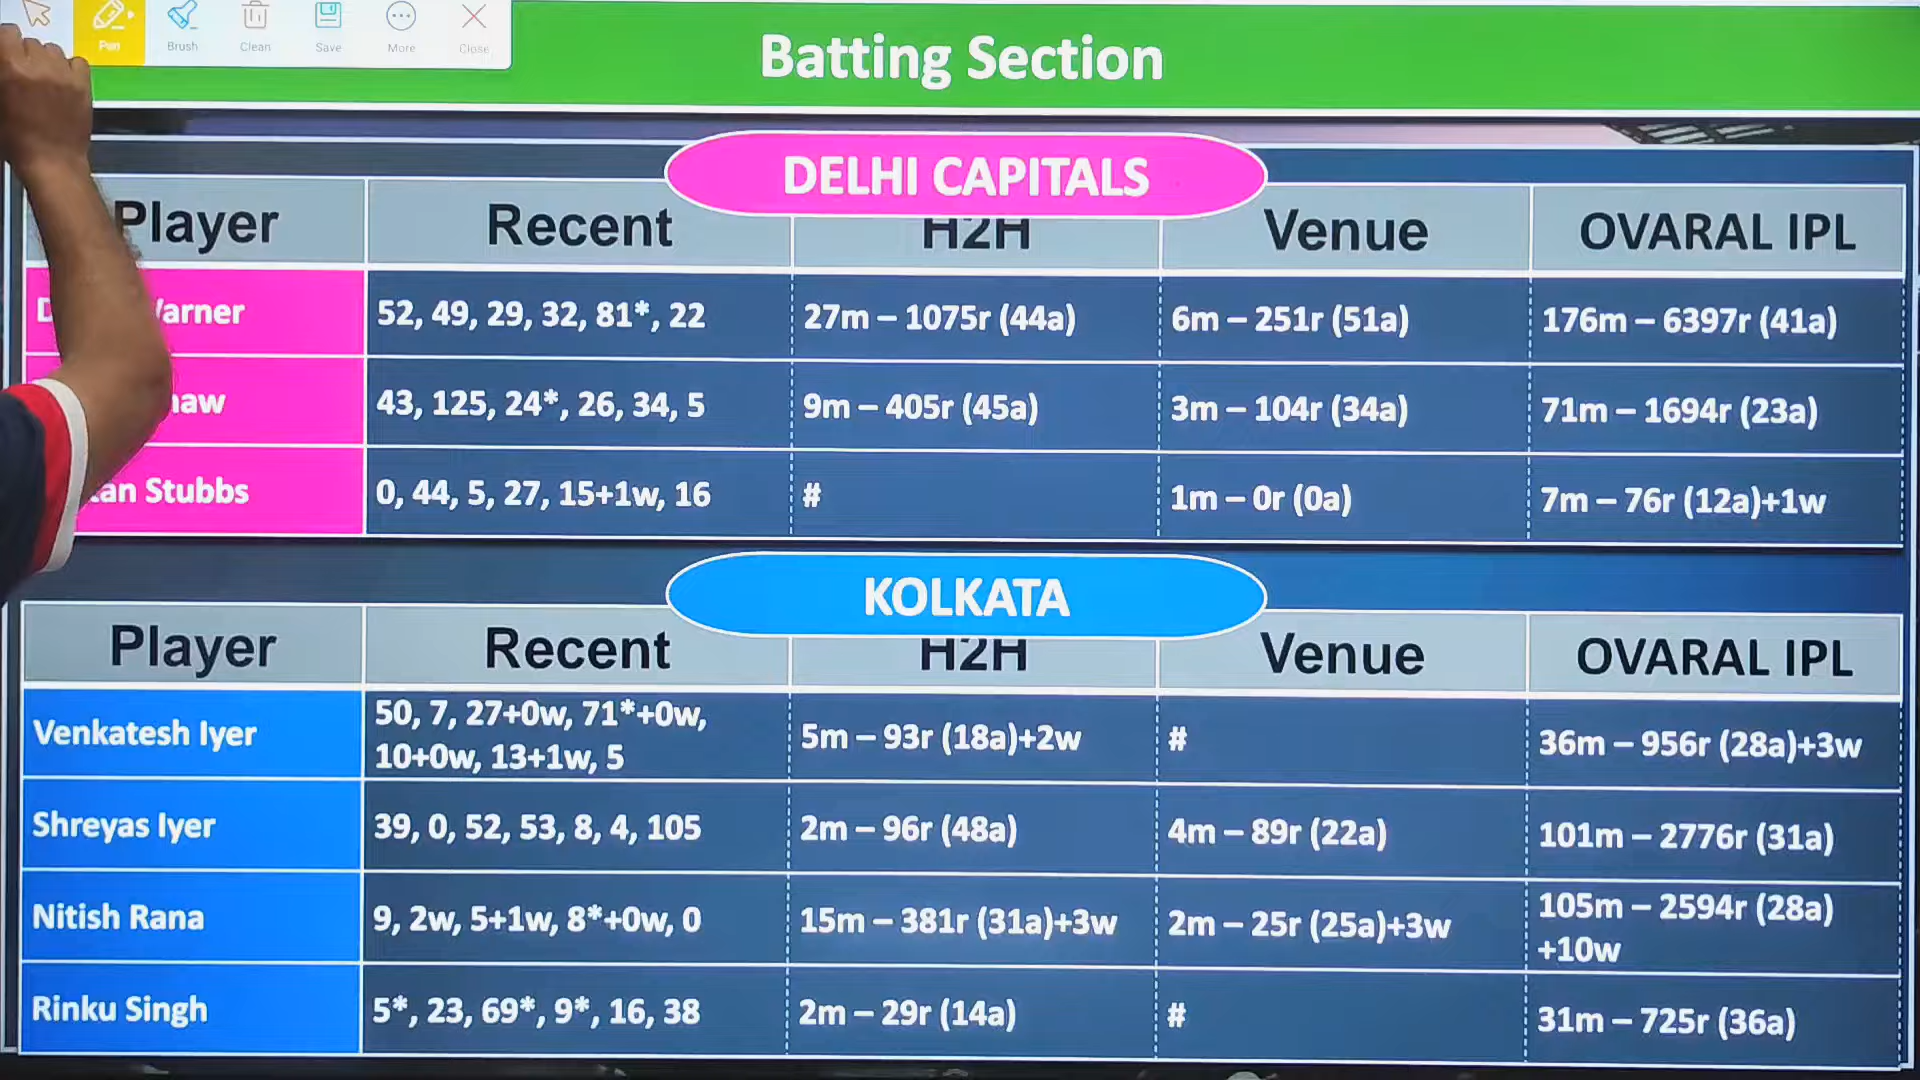 Pen
Brush
Clean
Save
More
Close
Batting Section
DELHI CAPITALS
Player
Recent
H2H
Venue
OVARAL IPL
Warner
52, 49, 29, 32, 81*, 22
27m – 1075r (44a)
6m – 251r (51a)
176m – 6397r (41a)
43, 125, 24*, 26, 34, 5
9m – 405r (45a)
3m – 104r (34a)
71m – 1694r (23a)
Stubbs
0, 44, 5, 27, 15+1w, 16
#
1m – 0r (0a)
7m – 76r (12a)+1w
KOLKATA
Player
Recent
H2H
Venue
OVARAL IPL
Venkatesh Iyer
50, 7, 27+0w, 71*+0w,
10+0w, 13+1w, 5
5m – 93r (18a)+2w
#
36m – 956r (28a)+3w
Shreyas Iyer
39, 0, 52, 53, 8, 4, 105
2m – 96r (48a)
4m – 89r (22a)
101m – 2776r (31a)
Nitish Rana
9, 2w, 5+1w, 8*+0w, 0
15m – 381r (31a)+3w
2m – 25r (25a)+3w
105m – 2594r (28a)
+10w
Rinku Singh
5*, 23, 69*, 9*, 16, 38
2m – 29r (14a)
#
31m – 725r (36a)